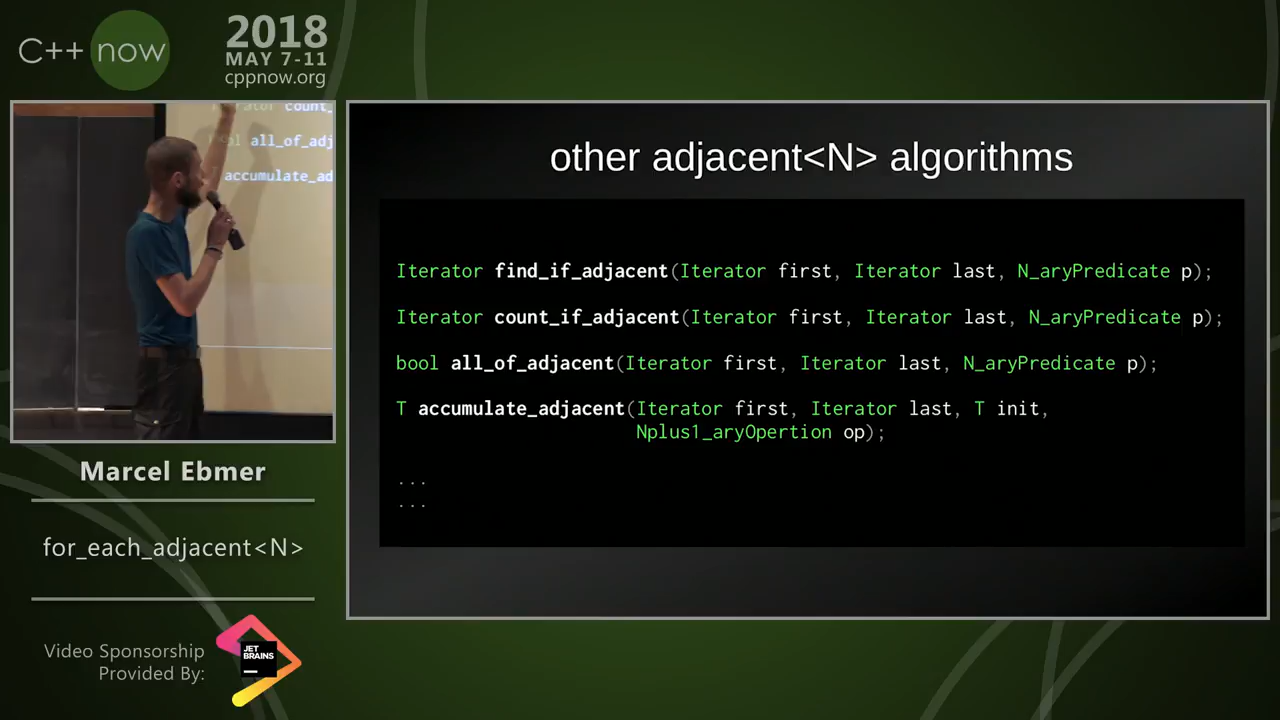 C++ now
2018
MAY 7-11
cppnow.org
count_
all_of_adj
accumulate_ad
other adjacent<N> algorithms
Iterator find_if_adjacent(Iterator first, Iterator last, N_aryPredicate p);
Iterator count_if_adjacent(Iterator first, Iterator last, N_aryPredicate p);
bool all_of_adjacent(Iterator first, Iterator last, N_aryPredicate p);
T accumulate_adjacent(Iterator first, Iterator last, T init,
Nplus1_aryOpertion op);
...
...
Marcel Ebmer
for_each_adjacent<N>
Video Sponsorship
Provided By:
JET
BRAINS